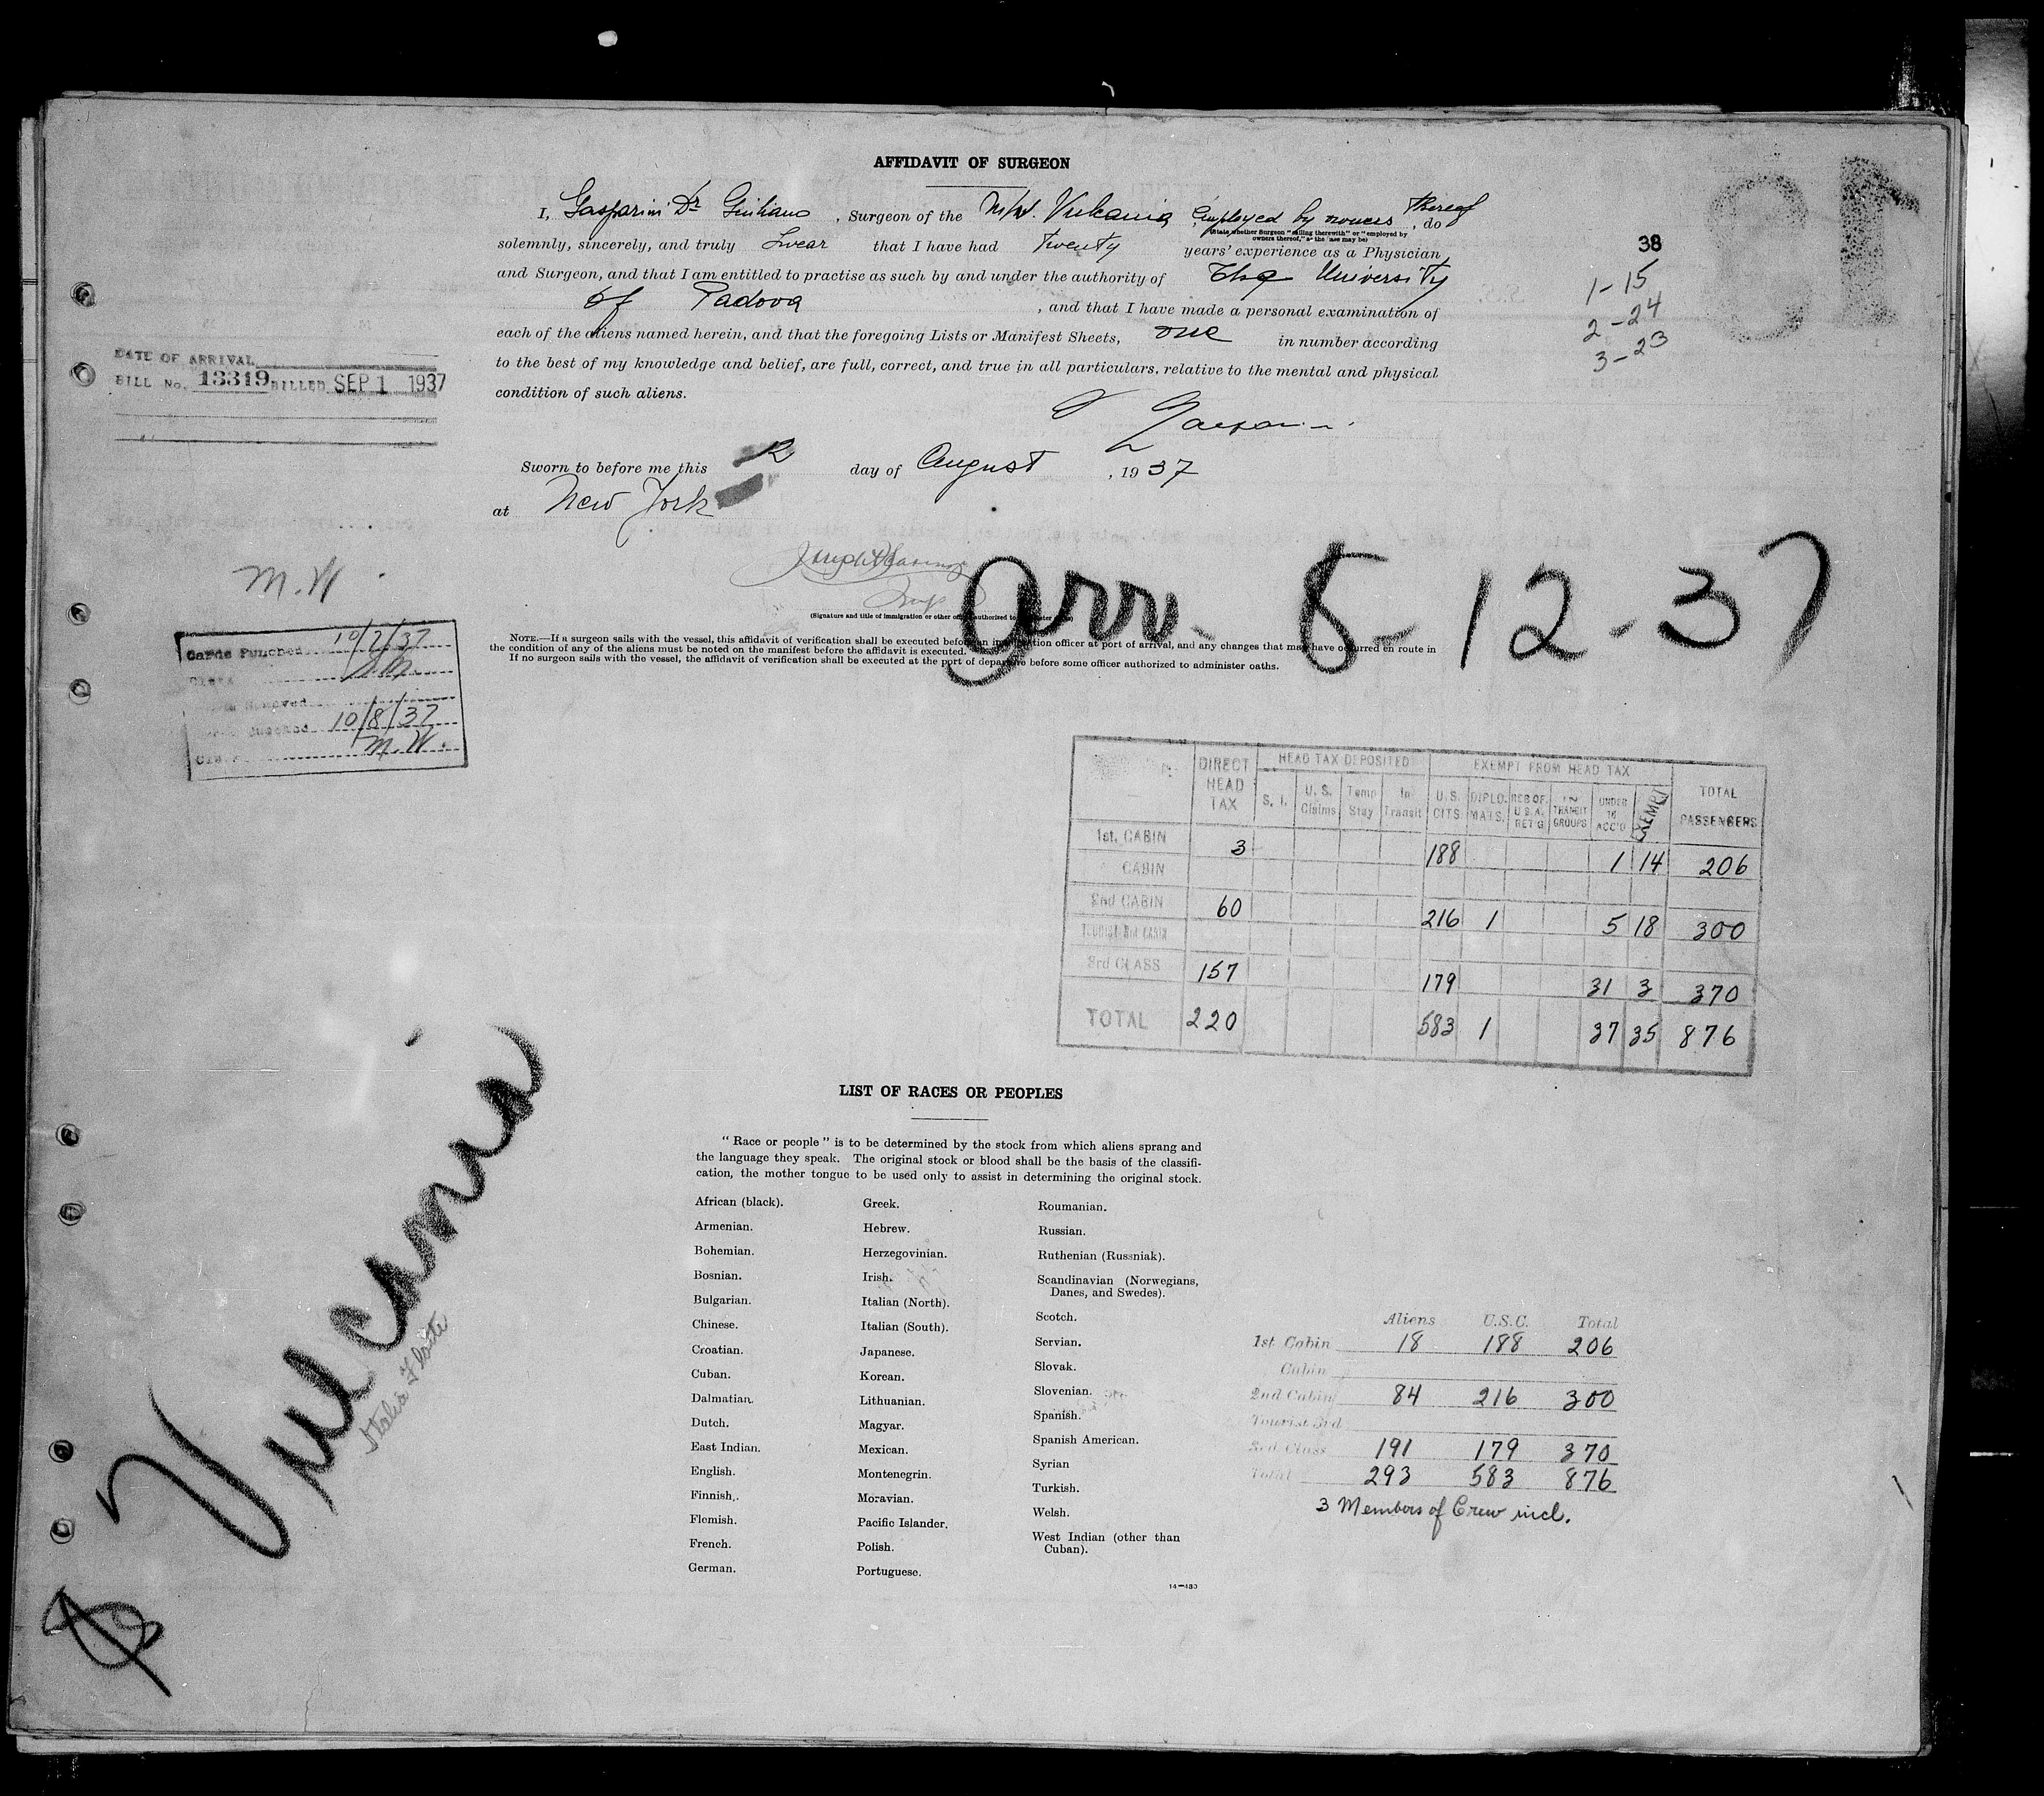 AFFIDAVIT OF SURGEON
I, Gasparini Dr Giuliano, Surgeon of the M/V. Vulcania, employed by owners thereof, do
(State whether Surgeon "sailing therewith" or "employed by
owners thereof," as the case may be)
solemnly, sincerely, and truly Swear that I have had twenty years' experience as a Physician
and Surgeon, and that I am entitled to practise as such by and under the authority of The University
of Padova, and that I have made a personal examination of
each of the aliens named herein, and that the foregoing Lists or Manifest Sheets, one in number according
to the best of my knowledge and belief, are full, correct, and true in all particulars, relative to the mental and physical
condition of such aliens.
38
1-15
2-24
3-23
18
DATE OF ARRIVAL
BILL No. 13319 BILLED SEP 1 1937
Sworn to before me this 12 day of August, 1937
at New York
arr- 8-12-37
(Signature and title of immigration or other officer authorized to
NOTE.—If a surgeon sails with the vessel, this affidavit of verification shall be executed before an immigration officer at port of arrival, and any changes that may have occurred en route in
the condition of any of the aliens must be noted on the manifest before the affidavit is executed.
If no surgeon sails with the vessel, the affidavit of verification shall be executed at the port of departure before some officer authorized to administer oaths.
M.W.
Cards Punched 10/7/37
Clerk
Removed
10/8/37
Clerk M.W.
DIRECT HEAD TAX HEAD TAX DEPOSITED EXEMPT FROM HEAD TAX TOTAL PASSENGERS
S. I. U. S. Claims Temp Stay In Transit U.S. CITS. DIPLOMATS. RES OF. U.S.A. RET'G IN TRANSIT GROUPS UNDER 16 ACC'D EXEMPT
1st. CABIN 3 188 1 14 206
CABIN
2nd CABIN 60 216 1 5 18 300
TOURIST 3rd CABIN
3rd CLASS 157 179 31 3 370
TOTAL 220 583 1 37 35 876
Vulcania
Italia Flotte
LIST OF RACES OR PEOPLES
"Race or people" is to be determined by the stock from which aliens sprang and
the language they speak. The original stock or blood shall be the basis of the classifi-
cation, the mother tongue to be used only to assist in determining the original stock.
African (black).
Armenian.
Bohemian.
Bosnian.
Bulgarian.
Chinese.
Croatian.
Cuban.
Dalmatian.
Dutch.
East Indian.
English.
Finnish.
Flemish.
French.
German.
Greek.
Hebrew.
Herzegovinian.
Irish.
Italian (North).
Italian (South).
Japanese.
Korean.
Lithuanian.
Magyar.
Mexican.
Montenegrin.
Moravian.
Pacific Islander.
Polish.
Portuguese.
Roumanian.
Russian.
Ruthenian (Russniak).
Scandinavian (Norwegians,
Danes, and Swedes).
Scotch.
Servian.
Slovak.
Slovenian.
Spanish.
Spanish American.
Syrian
Turkish.
Welsh.
West Indian (other than
Cuban).
14—430
Aliens U.S.C. Total
1st Cabin 18 188 206
Cabin
2nd Cabin 84 216 300
Tourist 3rd
3rd Class 191 179 370
Total 293 583 876
3 Members of Crew incl.